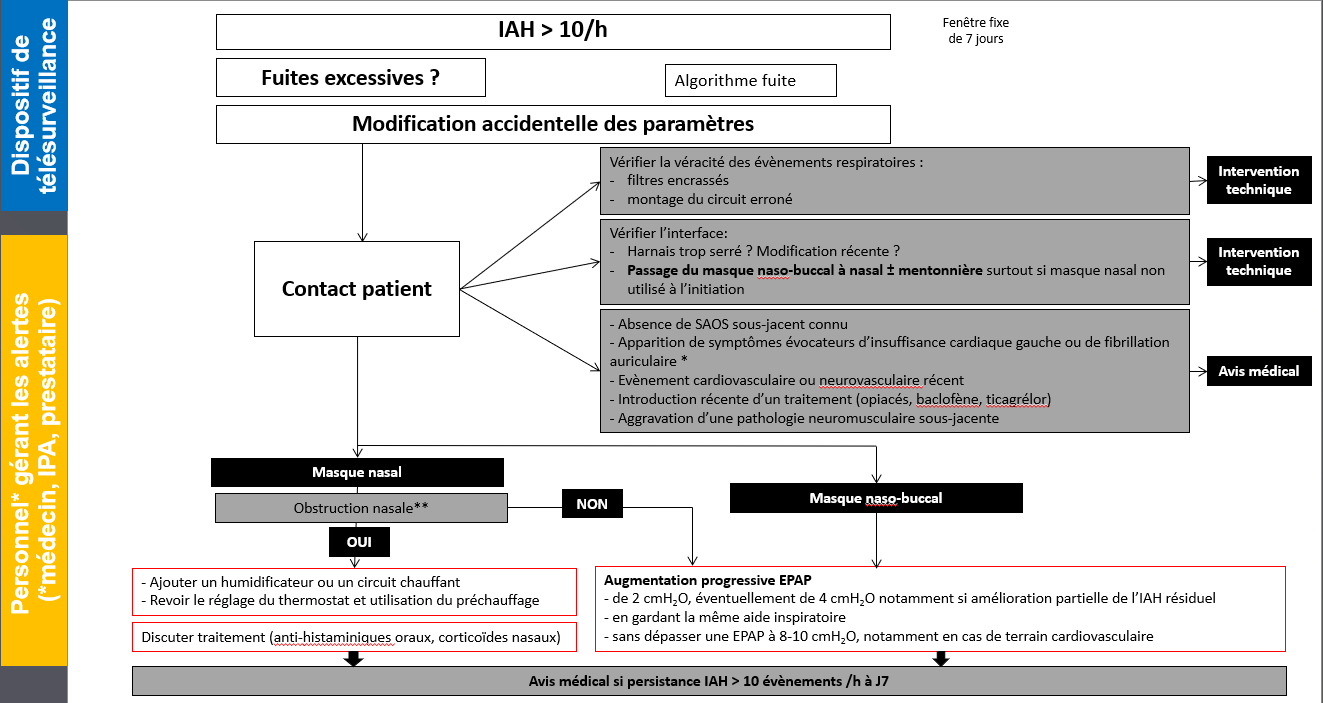 Dispositif de
télésurveillance
IAH > 10/h
Fenêtre fixe
de 7 jours
Fuites excessives ?
Algorithme fuite
Modification accidentelle des paramètres
Personnel* gérant les alertes
(*médecin, IPA, prestataire)
Contact patient
Vérifier la véracité des évènements respiratoires :
- filtres encrassés
- montage du circuit erroné
Intervention
technique
Vérifier l’interface:
- Harnais trop serré ? Modification récente ?
- Passage du masque naso-buccal à nasal ± mentonnière surtout si masque nasal non
utilisé à l’initiation
Intervention
technique
- Absence de SAOS sous-jacent connu
- Apparition de symptômes évocateurs d’insuffisance cardiaque gauche ou de fibrillation
auriculaire *
- Evènement cardiovasculaire ou neurovasculaire récent
- Introduction récente d’un traitement (opiacés, baclofène, ticagrélor)
- Aggravation d’une pathologie neuromusculaire sous-jacente
Avis médical
Masque nasal
Obstruction nasale**
NON
OUI
Masque naso-buccal
- Ajouter un humidificateur ou un circuit chauffant
- Revoir le réglage du thermostat et utilisation du préchauffage
Discuter traitement (anti-histaminiques oraux, corticoïdes nasaux)
Augmentation progressive EPAP
- de 2 cmH₂O, éventuellement de 4 cmH₂O notamment si amélioration partielle de l’IAH résiduel
- en gardant la même aide inspiratoire
- sans dépasser une EPAP à 8-10 cmH₂O, notamment en cas de terrain cardiovasculaire
Avis médical si persistance IAH > 10 évènements /h à J7